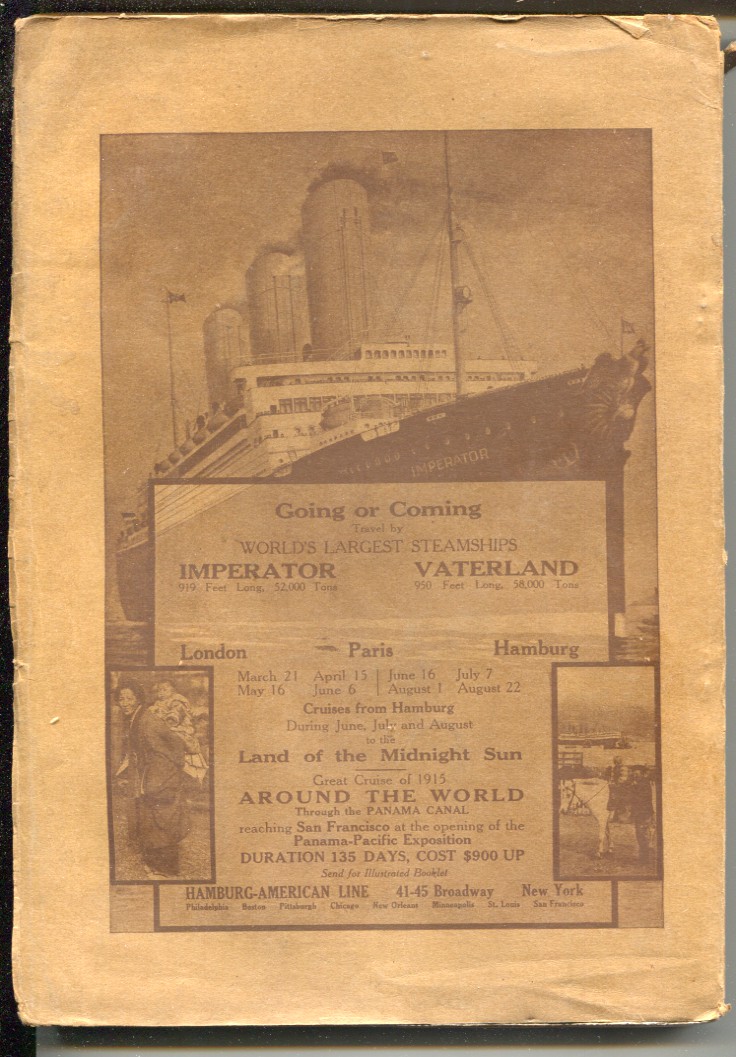 IMPERATOR
Going or Coming
Travel by
WORLD'S LARGEST STEAMSHIPS
IMPERATOR VATERLAND
919 Feet Long, 52,000 Tons 950 Feet Long, 58,000 Tons
London Paris Hamburg
March 21 April 15 | June 16 July 7
May 16 June 6 | August 1 August 22
Cruises from Hamburg
During June, July and August
to the
Land of the Midnight Sun
Great Cruise of 1915
AROUND THE WORLD
Through the PANAMA CANAL
reaching San Francisco at the opening of the
Panama-Pacific Exposition
DURATION 135 DAYS, COST $900 UP
Send for Illustrated Booklet
HAMBURG-AMERICAN LINE 41-45 Broadway New York
Philadelphia Boston Pittsburgh Chicago New Orleans Minneapolis St. Louis San Francisco